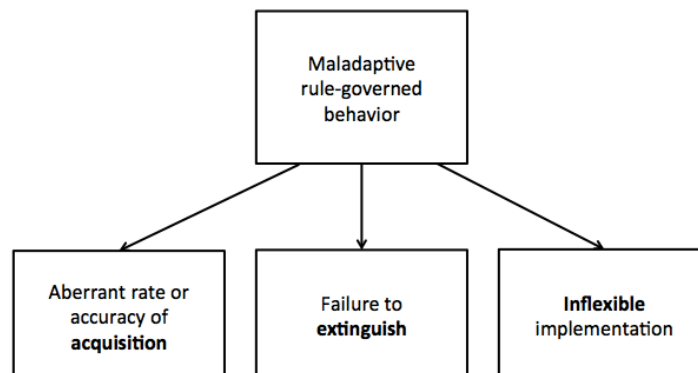 Maladaptive
rule-governed
behavior
Aberrant rate or
accuracy of
acquisition
Failure to
extinguish
Inflexible
implementation